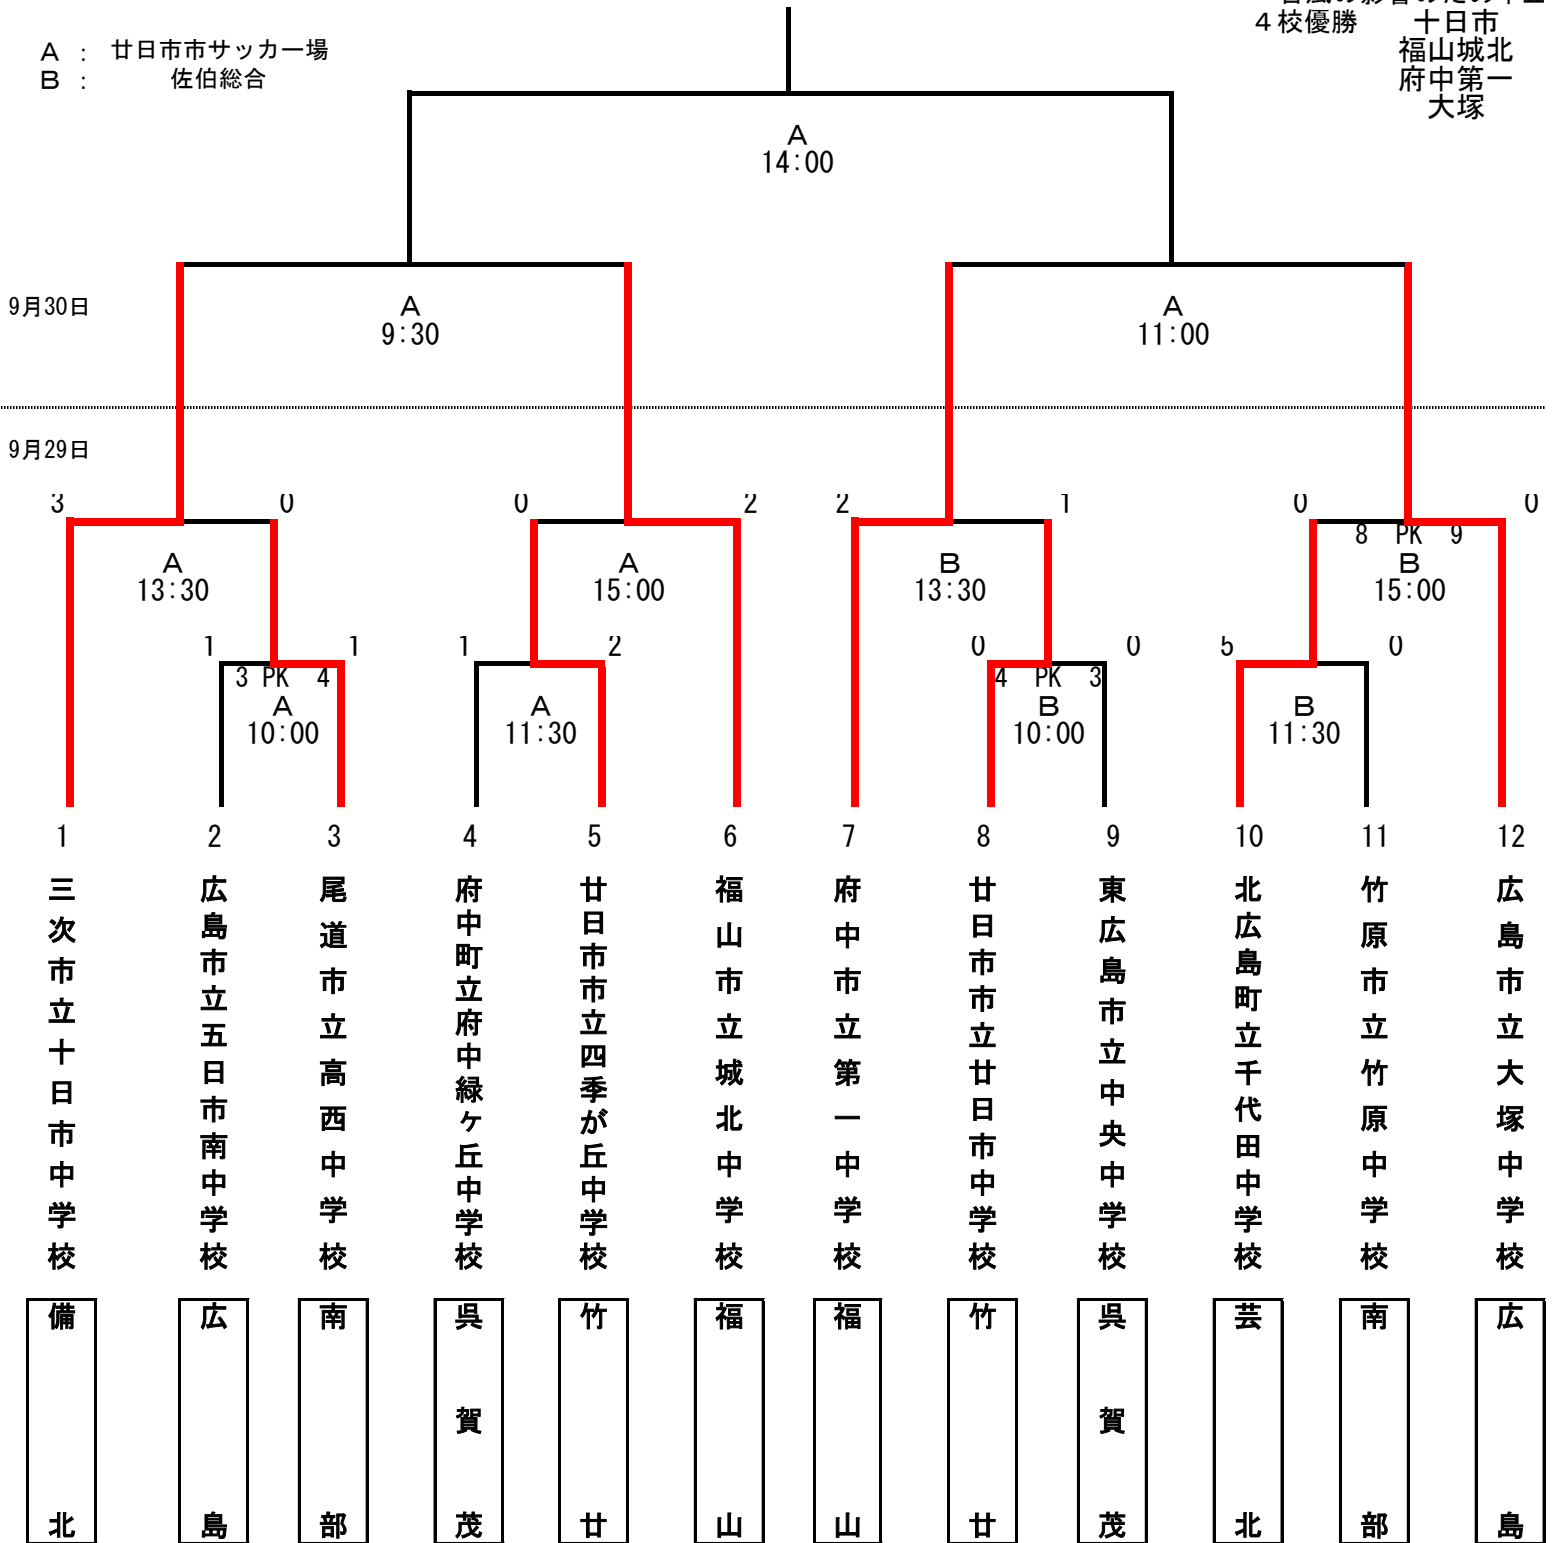 ４校優勝 十日市
福山城北
府中第一
大塚
A : 廿日市市サッカー場
B : 佐伯総合
A
14:00
9月30日
A
9:30
A
11:00
9月29日
3 0 0 2 2 1 0 0
8 PK 9
A
13:30
A
15:00
B
13:30
B
15:00
1 1 1 2 0 0 5 0
3 PK 4
4 PK 3
A
10:00
A
11:30
B
10:00
B
11:30
1 2 3 4 5 6 7 8 9 10 11 12
三次市立十日市中学校
広島市立五日市南中学校
尾道市立高西中学校
府中町立府中緑ヶ丘中学校
廿日市市立四季が丘中学校
福山市立城北中学校
府中市立第一中学校
廿日市市立廿日市中学校
東広島市立中央中学校
北広島町立千代田中学校
竹原市立竹原中学校
広島市立大塚中学校
備北
広島
南部
呉賀茂
竹廿
福山
福山
竹廿
呉賀茂
芸北
南部
広島